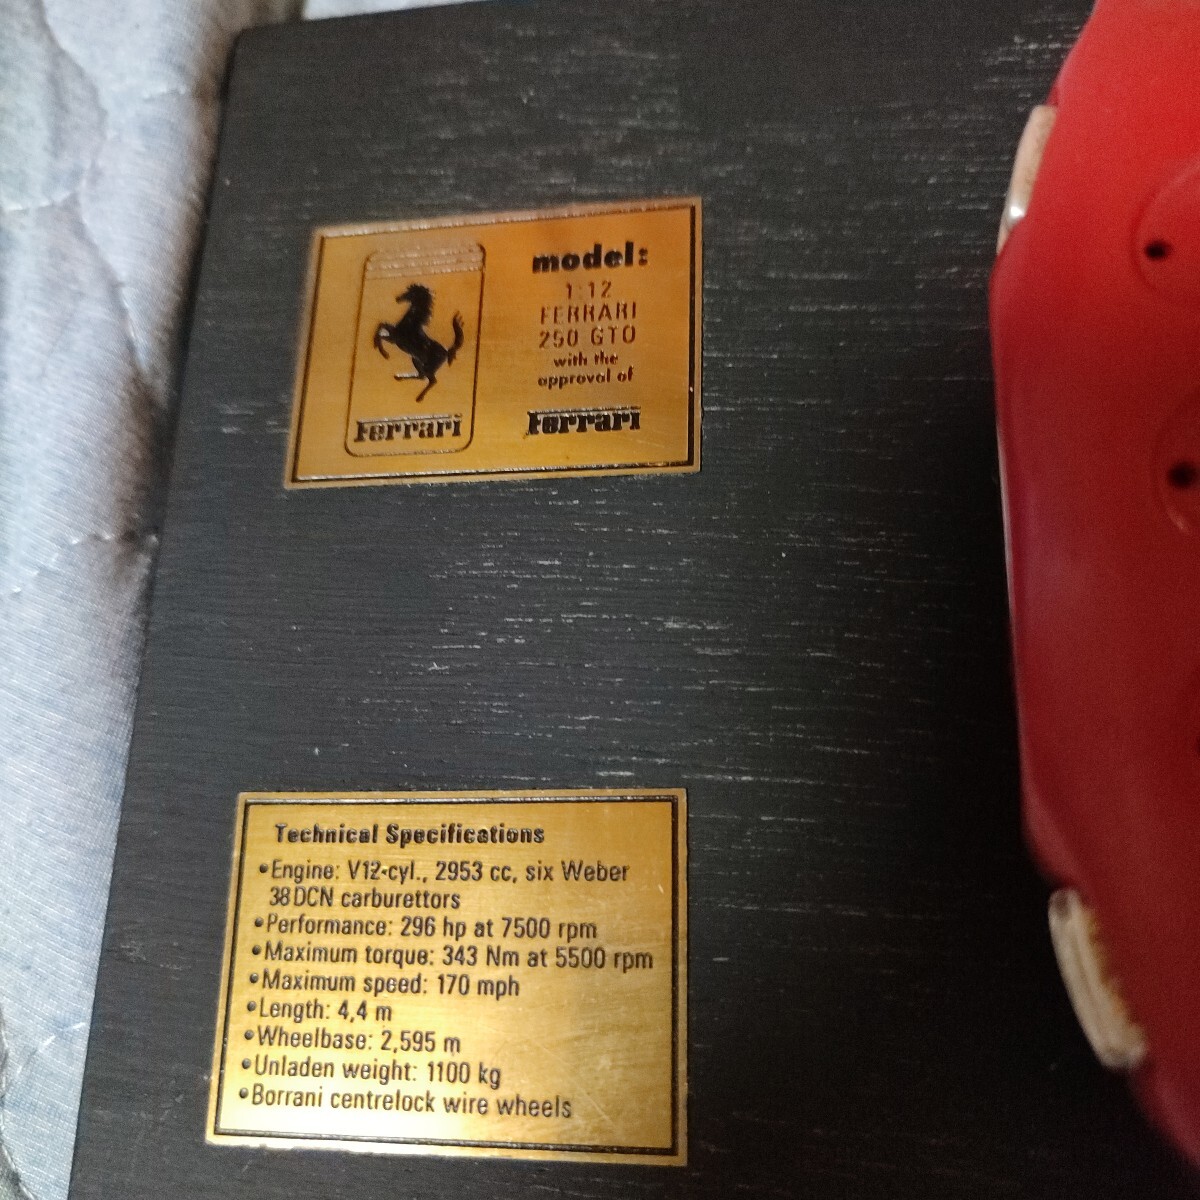 Ferrari
model:
1:12
FERRARI
250 GTO
with the
approval of
Ferrari
Technical Specifications
•Engine: V12-cyl., 2953 cc, six Weber
38DCN carburettors
•Performance: 296 hp at 7500 rpm
•Maximum torque: 343 Nm at 5500 rpm
•Maximum speed: 170 mph
•Length: 4,4 m
•Wheelbase: 2,595 m
•Unladen weight: 1100 kg
•Borrani centrelock wire wheels